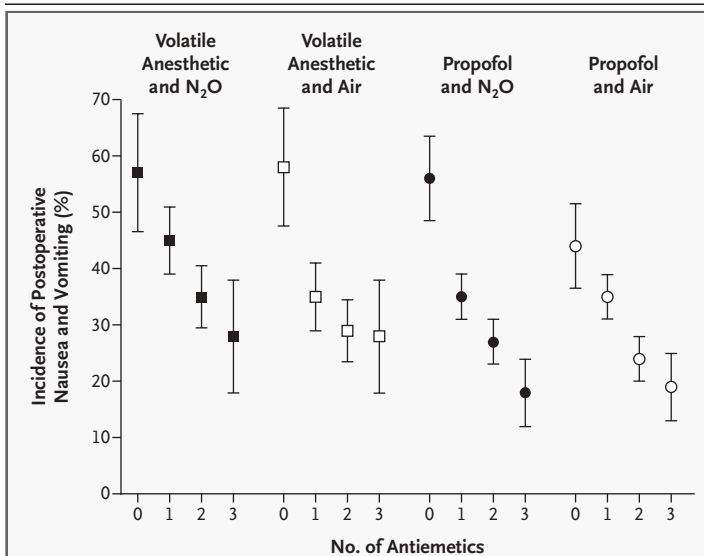 Volatile
Anesthetic
and N₂O
Volatile
Anesthetic
and Air
Propofol
and N₂O
Propofol
and Air
Incidence of Postoperative
Nausea and Vomiting (%)
70
60
50
40
30
20
10
0
0 1 2 3 0 1 2 3 0 1 2 3 0 1 2 3
No. of Antiemetics